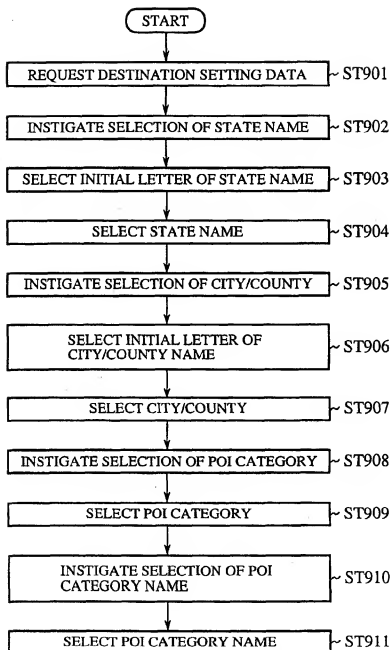 START
REQUEST DESTINATION SETTING DATA ~ ST901
INSTIGATE SELECTION OF STATE NAME ~ ST902
SELECT INITIAL LETTER OF STATE NAME ~ ST903
SELECT STATE NAME ~ ST904
INSTIGATE SELECTION OF CITY/COUNTY ~ ST905
SELECT INITIAL LETTER OF
CITY/COUNTY NAME ~ ST906
SELECT CITY/COUNTY ~ ST907
INSTIGATE SELECTION OF POI CATEGORY ~ ST908
SELECT POI CATEGORY ~ ST909
INSTIGATE SELECTION OF POI
CATEGORY NAME ~ ST910
SELECT POI CATEGORY NAME ~ ST911